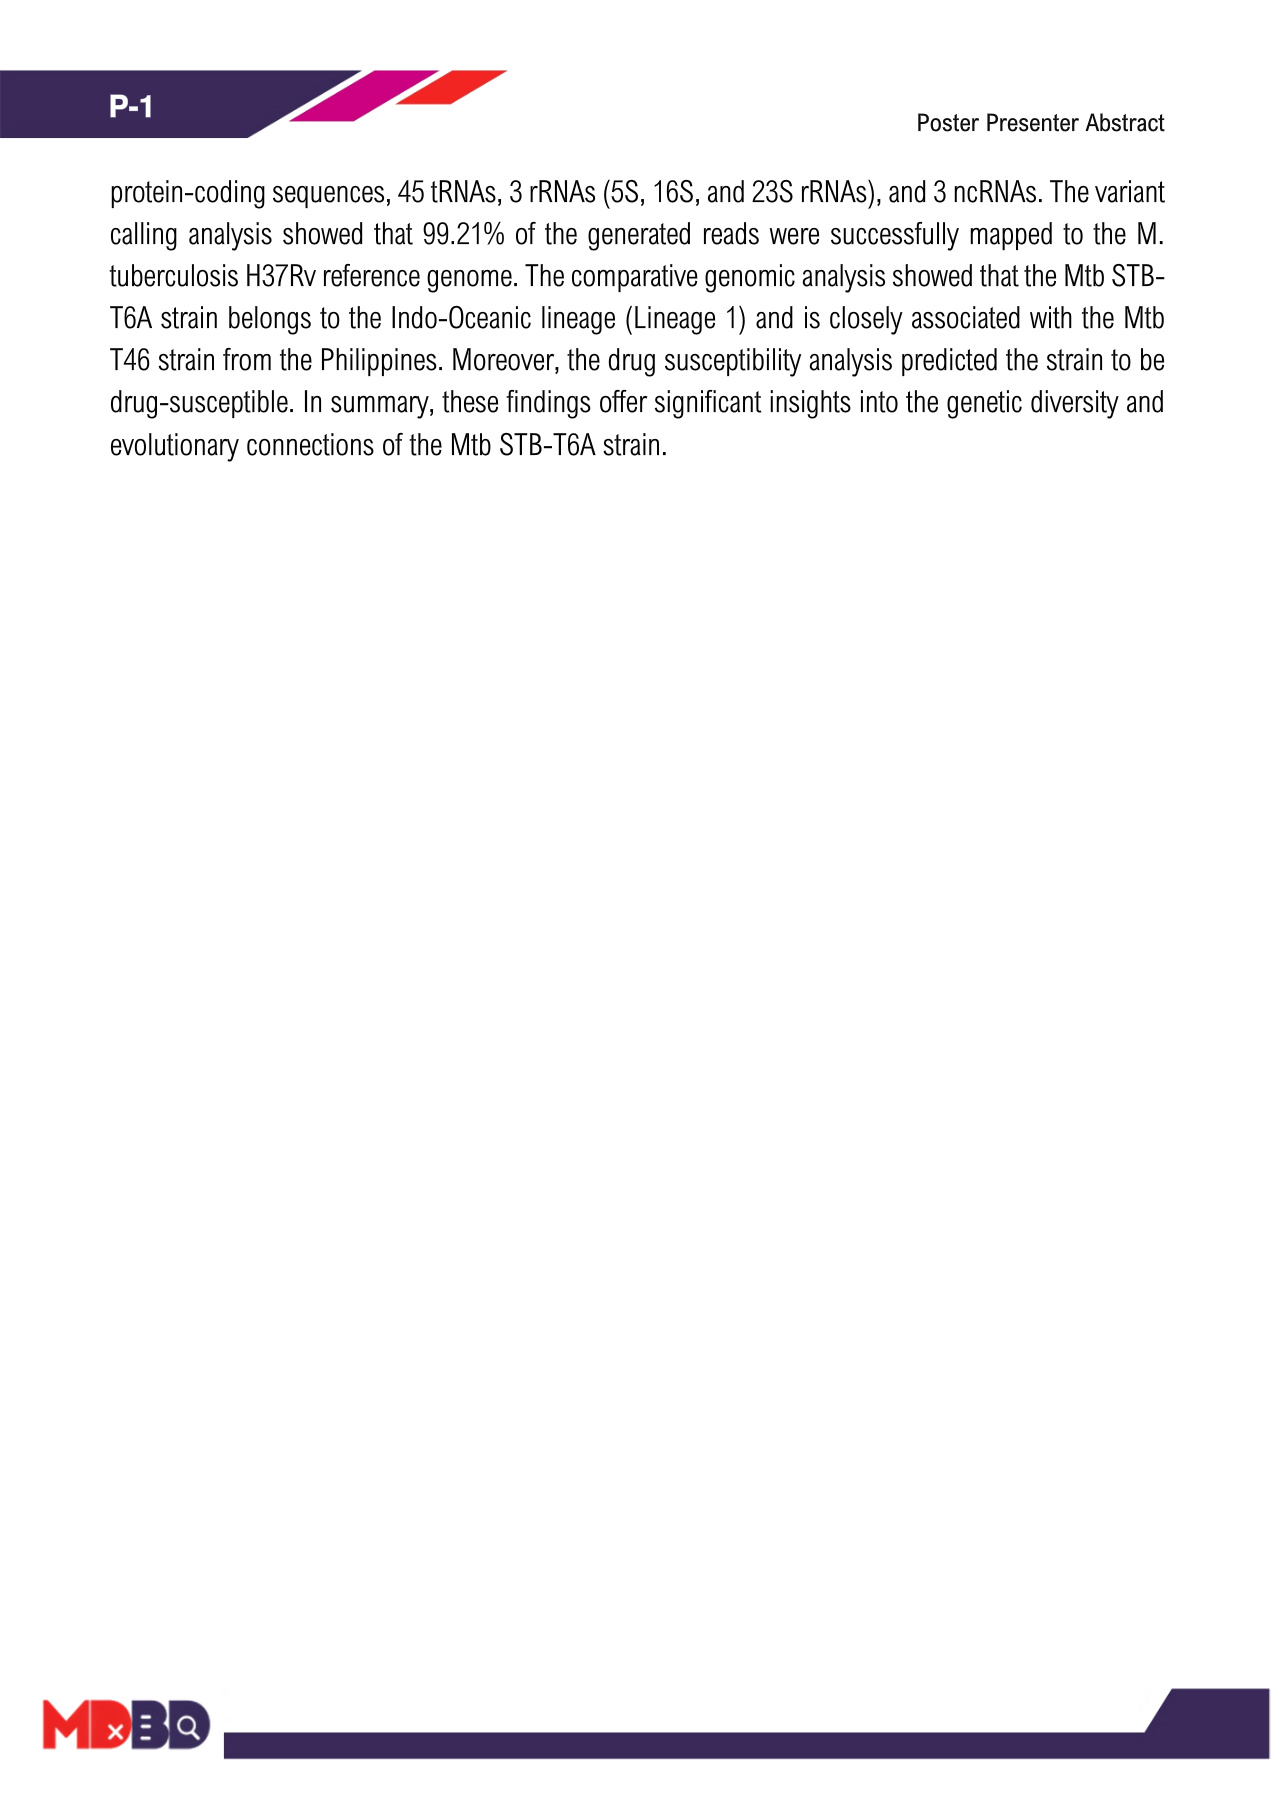 P-1
Poster Presenter Abstract
protein-coding sequences, 45 tRNAs, 3 rRNAs (5S, 16S, and 23S rRNAs), and 3 ncRNAs. The variant
calling analysis showed that 99.21% of the generated reads were successfully mapped to the M.
tuberculosis H37Rv reference genome. The comparative genomic analysis showed that the Mtb STB-
T6A strain belongs to the Indo-Oceanic lineage (Lineage 1) and is closely associated with the Mtb
T46 strain from the Philippines. Moreover, the drug susceptibility analysis predicted the strain to be
drug-susceptible. In summary, these findings offer significant insights into the genetic diversity and
evolutionary connections of the Mtb STB-T6A strain.
MDxBD